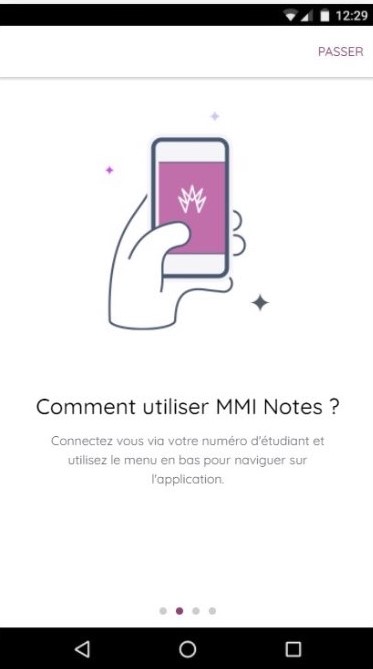 12:29
PASSER
Comment utiliser MMI Notes ?
Connectez vous via votre numéro d'étudiant et
utilisez le menu en bas pour naviguer sur
l'application.